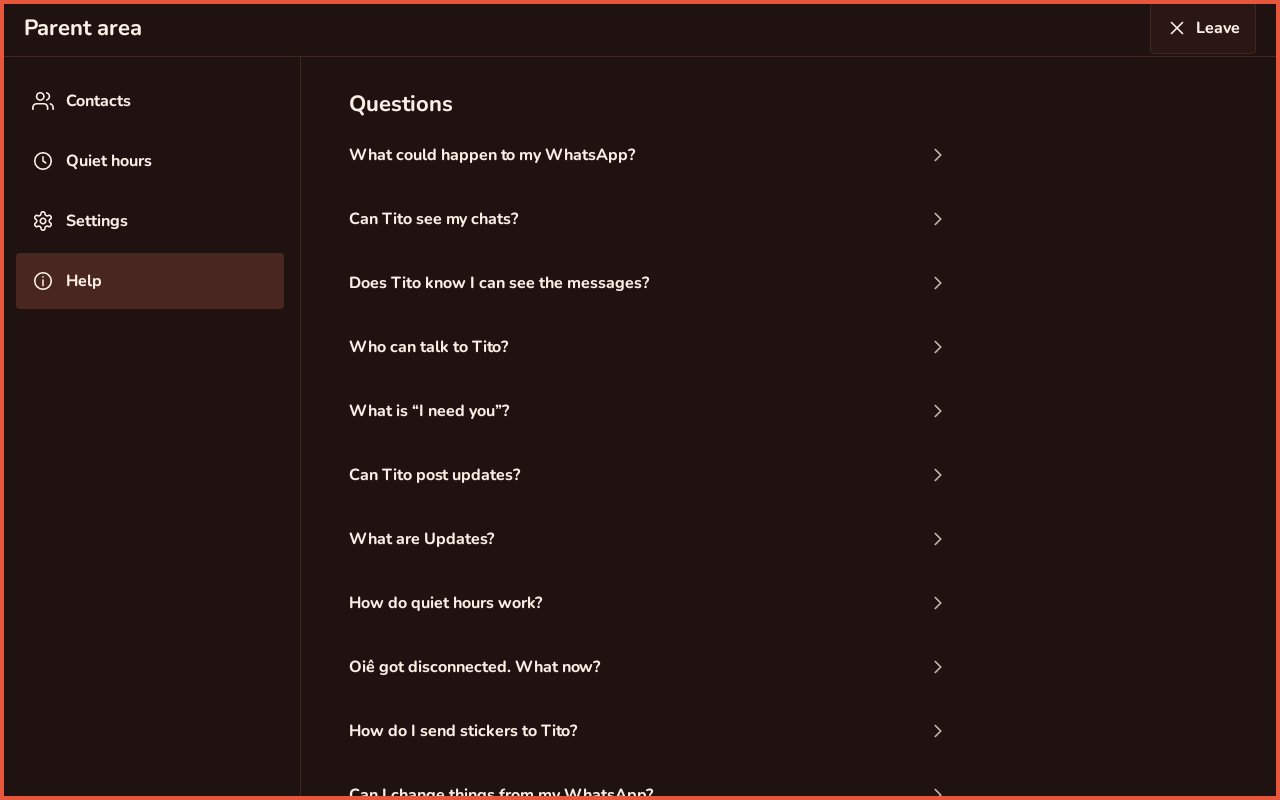 Parent area
Leave
Contacts
Quiet hours
Settings
Help
Questions
What could happen to my WhatsApp?
Can Tito see my chats?
Does Tito know I can see the messages?
Who can talk to Tito?
What is “I need you”?
Can Tito post updates?
What are Updates?
How do quiet hours work?
Oiê got disconnected. What now?
How do I send stickers to Tito?
Can I change things from my WhatsApp?